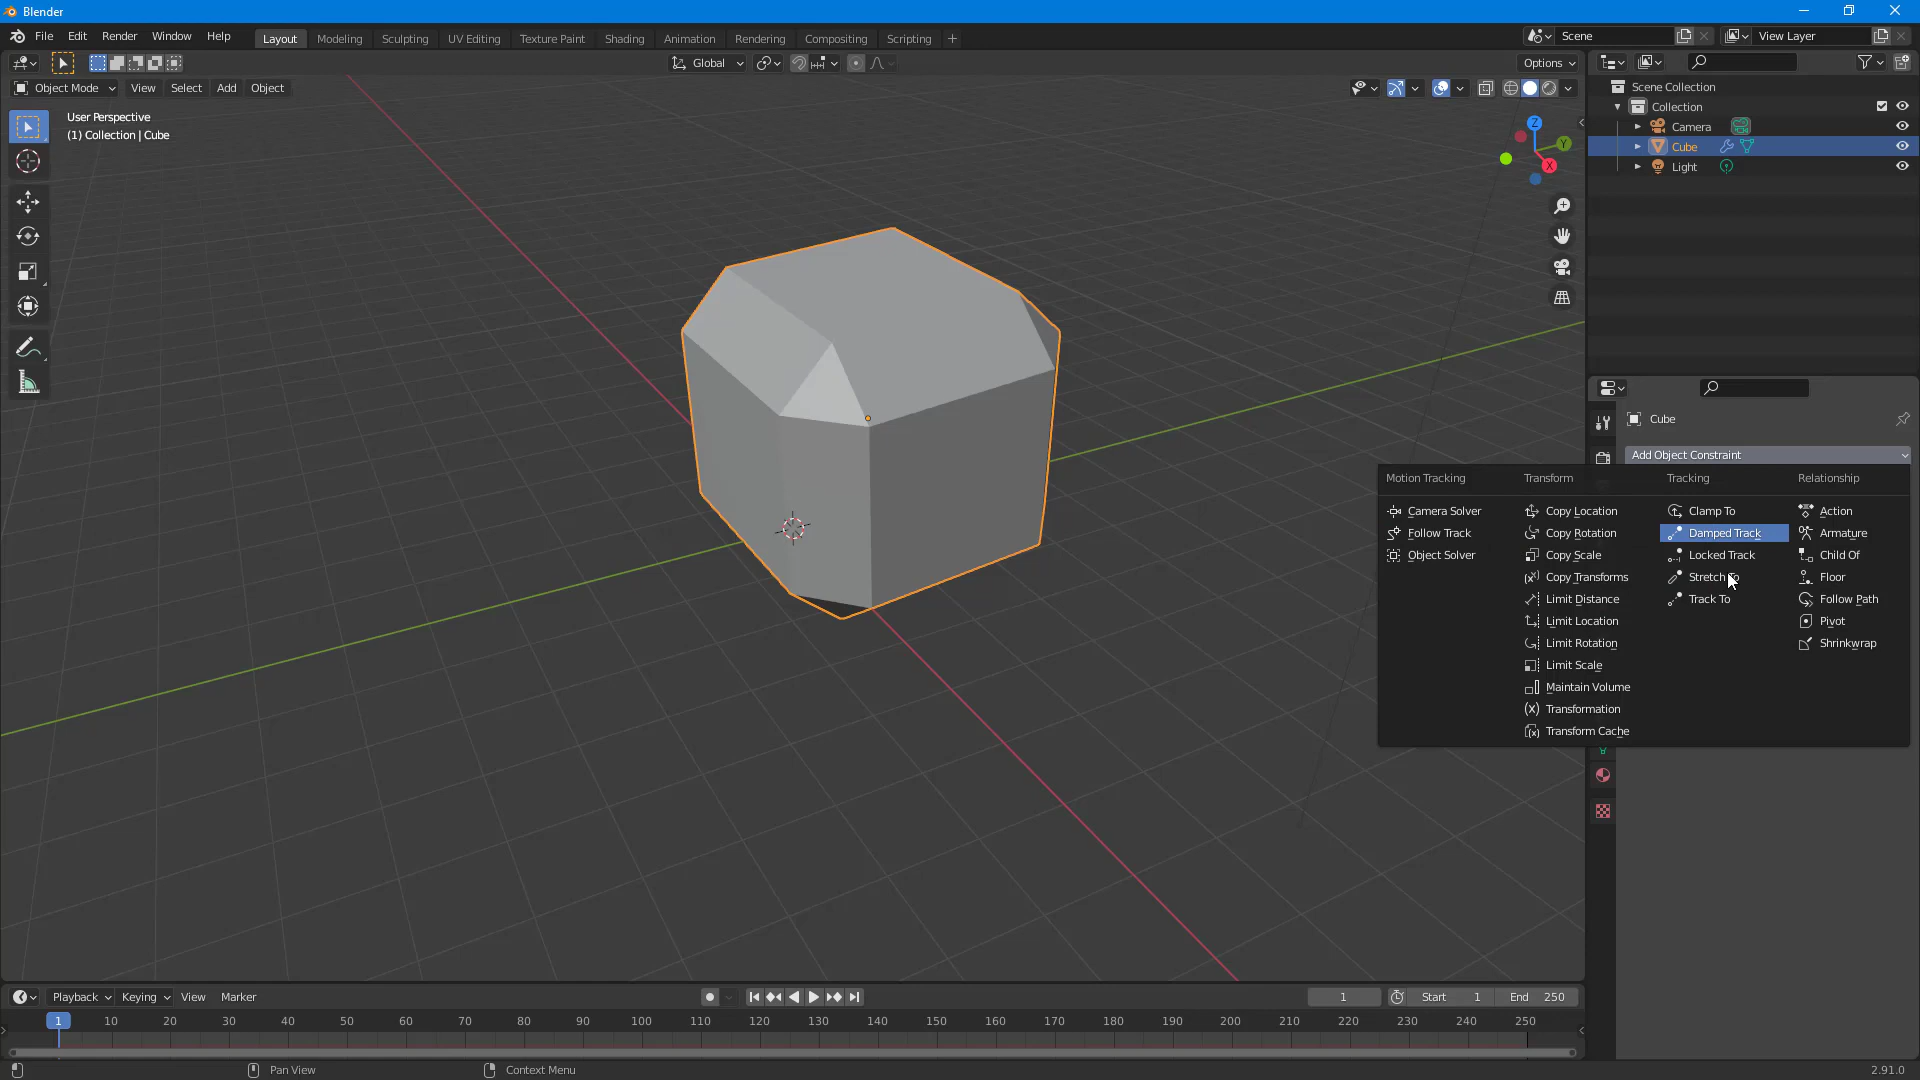 Blender
File Edit Render Window Help
Layout Modeling Sculpting UV Editing Texture Paint Shading Animation Rendering Compositing Scripting +
Scene
View Layer
Global
Options
Object Mode View Select Add Object
User Perspective
(1) Collection | Cube
Z
Y
X
Scene Collection
Collection
Camera
Cube
Light
Cube
Add Object Constraint
Motion Tracking
Camera Solver
Follow Track
Object Solver
Transform
Copy Location
Copy Rotation
Copy Scale
Copy Transforms
Limit Distance
Limit Location
Limit Rotation
Limit Scale
Maintain Volume
Transformation
Transform Cache
Tracking
Clamp To
Damped Track
Locked Track
Stretch To
Track To
Relationship
Action
Armature
Child Of
Floor
Follow Path
Pivot
Shrinkwrap
Playback Keying View Marker
1
Start 1
End 250
1 10 20 30 40 50 60 70 80 90 100 110 120 130 140 150 160 170 180 190 200 210 220 230 240 250
Pan View
Context Menu
2.91.0